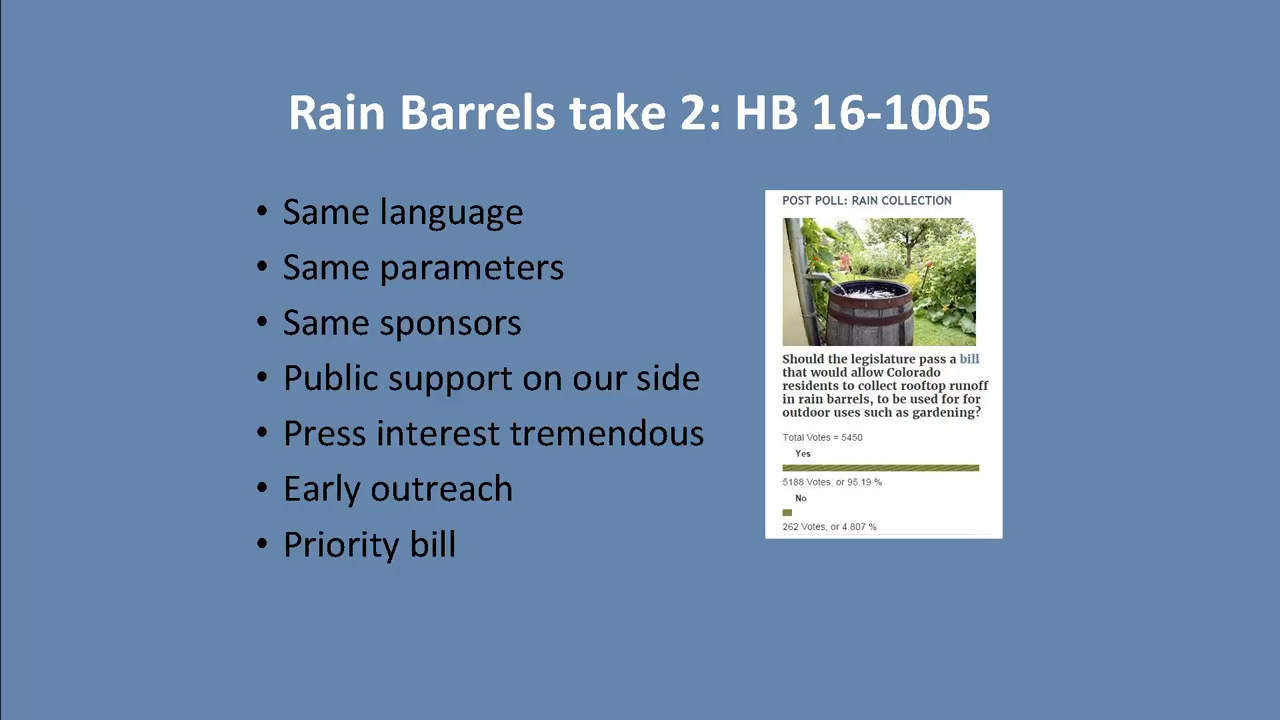 Rain Barrels take 2: HB 16-1005
• Same language
• Same parameters
• Same sponsors
• Public support on our side
• Press interest tremendous
• Early outreach
• Priority bill
POST POLL: RAIN COLLECTION
Should the legislature pass a bill
that would allow Colorado
residents to collect rooftop runoff
in rain barrels, to be used for for
outdoor uses such as gardening?
Total Votes = 5450
Yes
5188 Votes, or 95.19 %
No
262 Votes, or 4.807 %